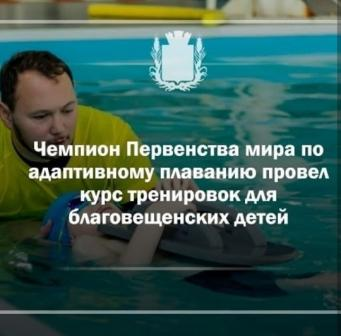 Чемпион Первенства мира по
адаптивному плаванию провел
курс тренировок для
благовещенских детей